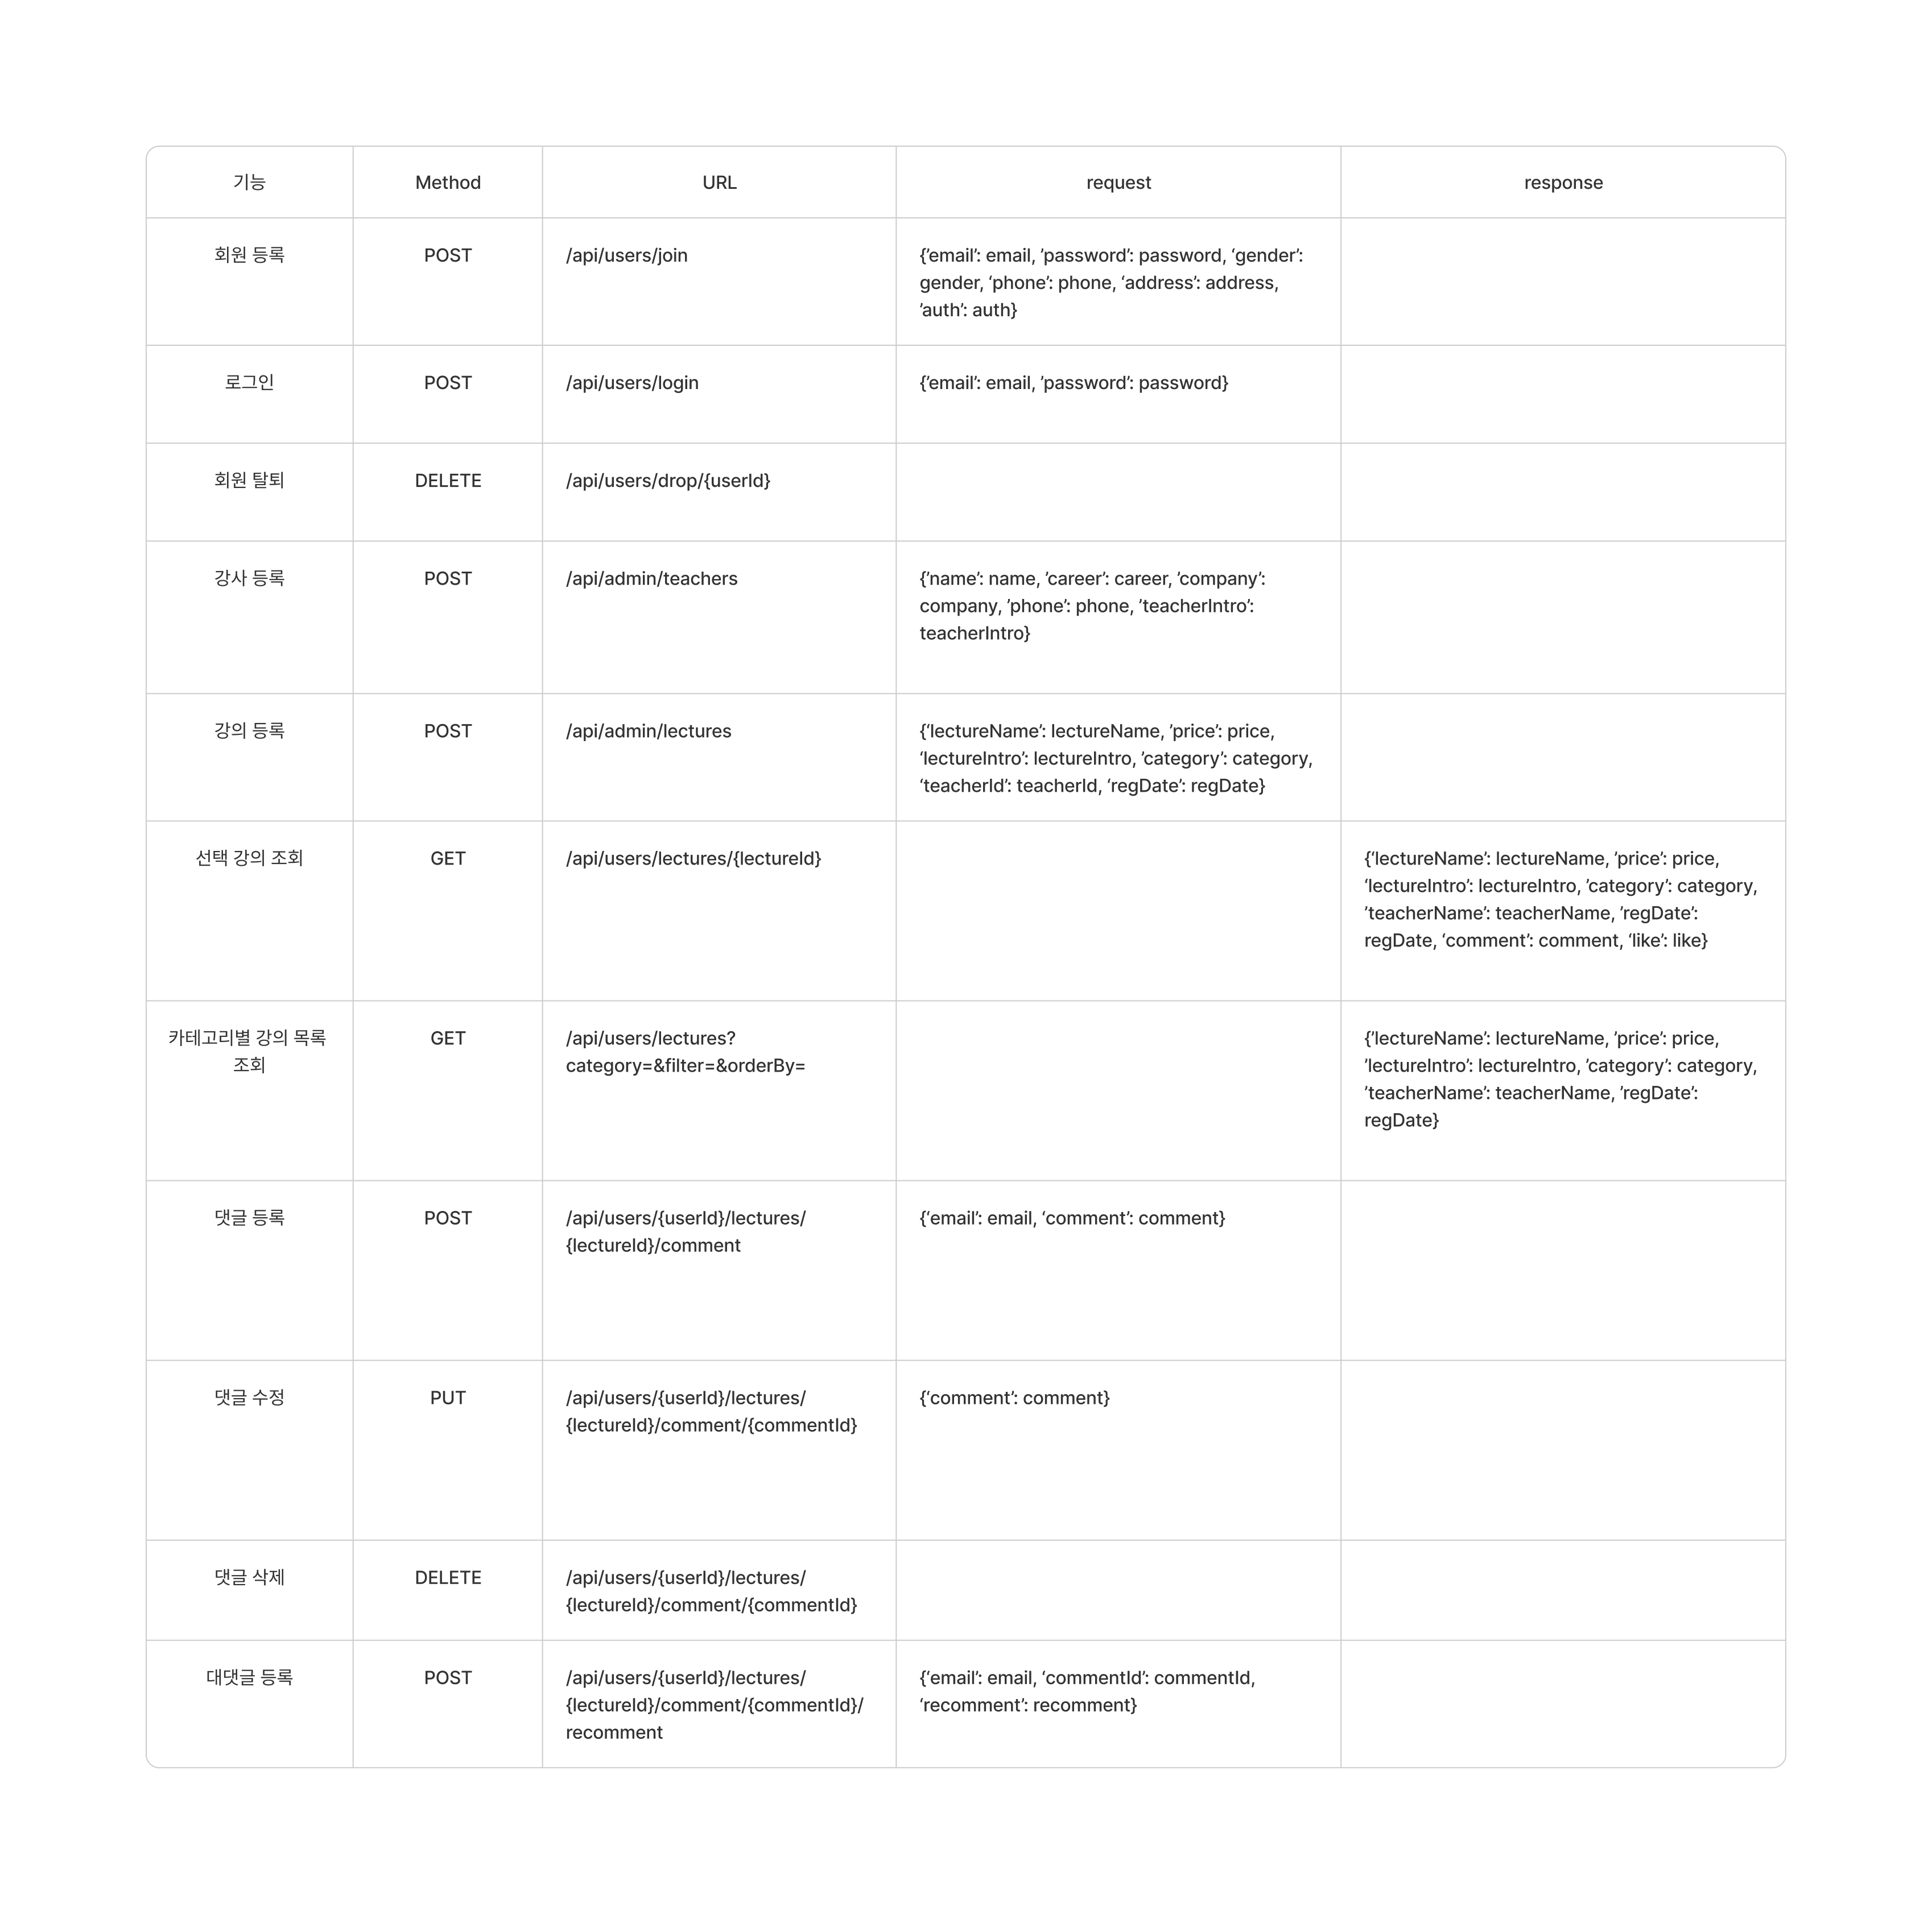 기능 Method URL request response
회원 등록 POST /api/users/join {’email’: email, ‘password’: password, ‘gender’:
gender, ‘phone’: phone, ‘address’: address,
’auth’: auth}
로그인 POST /api/users/login {’email’: email, ’password’: password}
회원 탈퇴 DELETE /api/users/drop/{userId}
강사 등록 POST /api/admin/teachers {’name’: name, ’career’: career, ’company’:
company, ’phone’: phone, ’teacherIntro’:
teacherIntro}
강의 등록 POST /api/admin/lectures {‘lectureName’: lectureName, ’price’: price,
‘lectureIntro’: lectureIntro, ’category’: category,
‘teacherId’: teacherId, ‘regDate’: regDate}
선택 강의 조회 GET /api/users/lectures/{lectureId} {‘lectureName’: lectureName, ’price’: price,
‘lectureIntro’: lectureIntro, ’category’: category,
’teacherName’: teacherName, ’regDate’:
regDate, ‘comment’: comment, ‘like’: like}
카테고리별 강의 목록
조회
GET
/api/users/lectures?
category=&filter=&orderBy=
{’lectureName’: lectureName, ’price’: price,
’lectureIntro’: lectureIntro, ’category’: category,
’teacherName’: teacherName, ’regDate’:
regDate}
댓글 등록 POST
/api/users/{userId}/lectures/
{lectureId}/comment
{‘email’: email, ‘comment’: comment}
댓글 수정 PUT
/api/users/{userId}/lectures/
{lectureId}/comment/{commentId}
{‘comment’: comment}
댓글 삭제 DELETE
/api/users/{userId}/lectures/
{lectureId}/comment/{commentId}
대댓글 등록 POST
/api/users/{userId}/lectures/
{lectureId}/comment/{commentId}/
recomment
{‘email’: email, ‘commentId’: commentId,
‘recomment’: recomment}